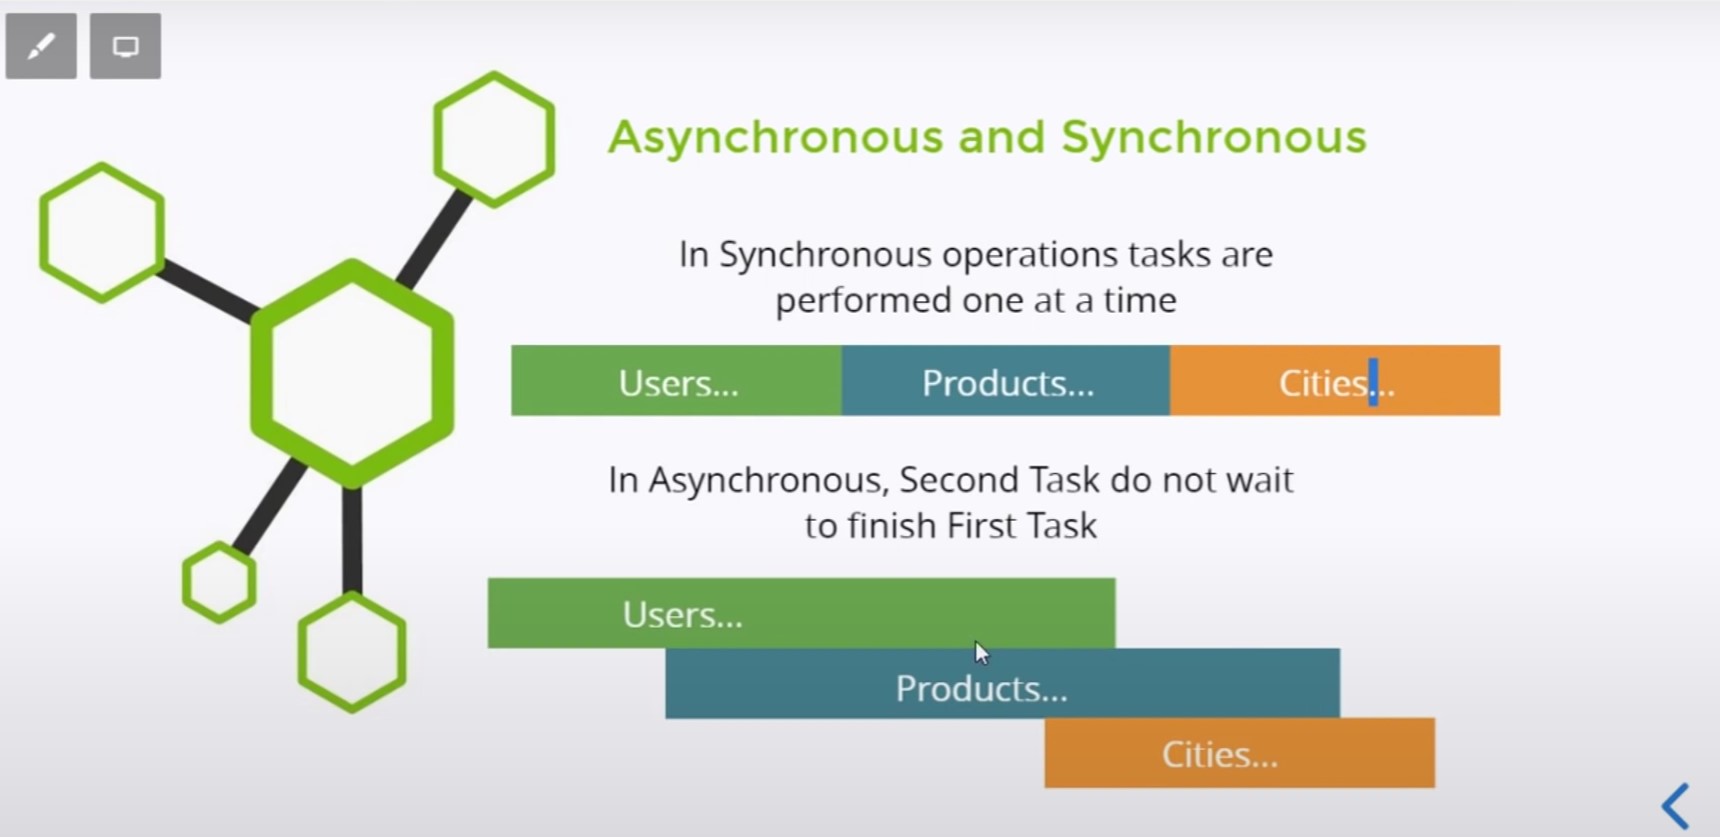 Asynchronous and Synchronous
In Synchronous operations tasks are
performed one at a time
Users...
Products...
Cities...
In Asynchronous, Second Task do not wait
to finish First Task
Users...
Products...
Cities...